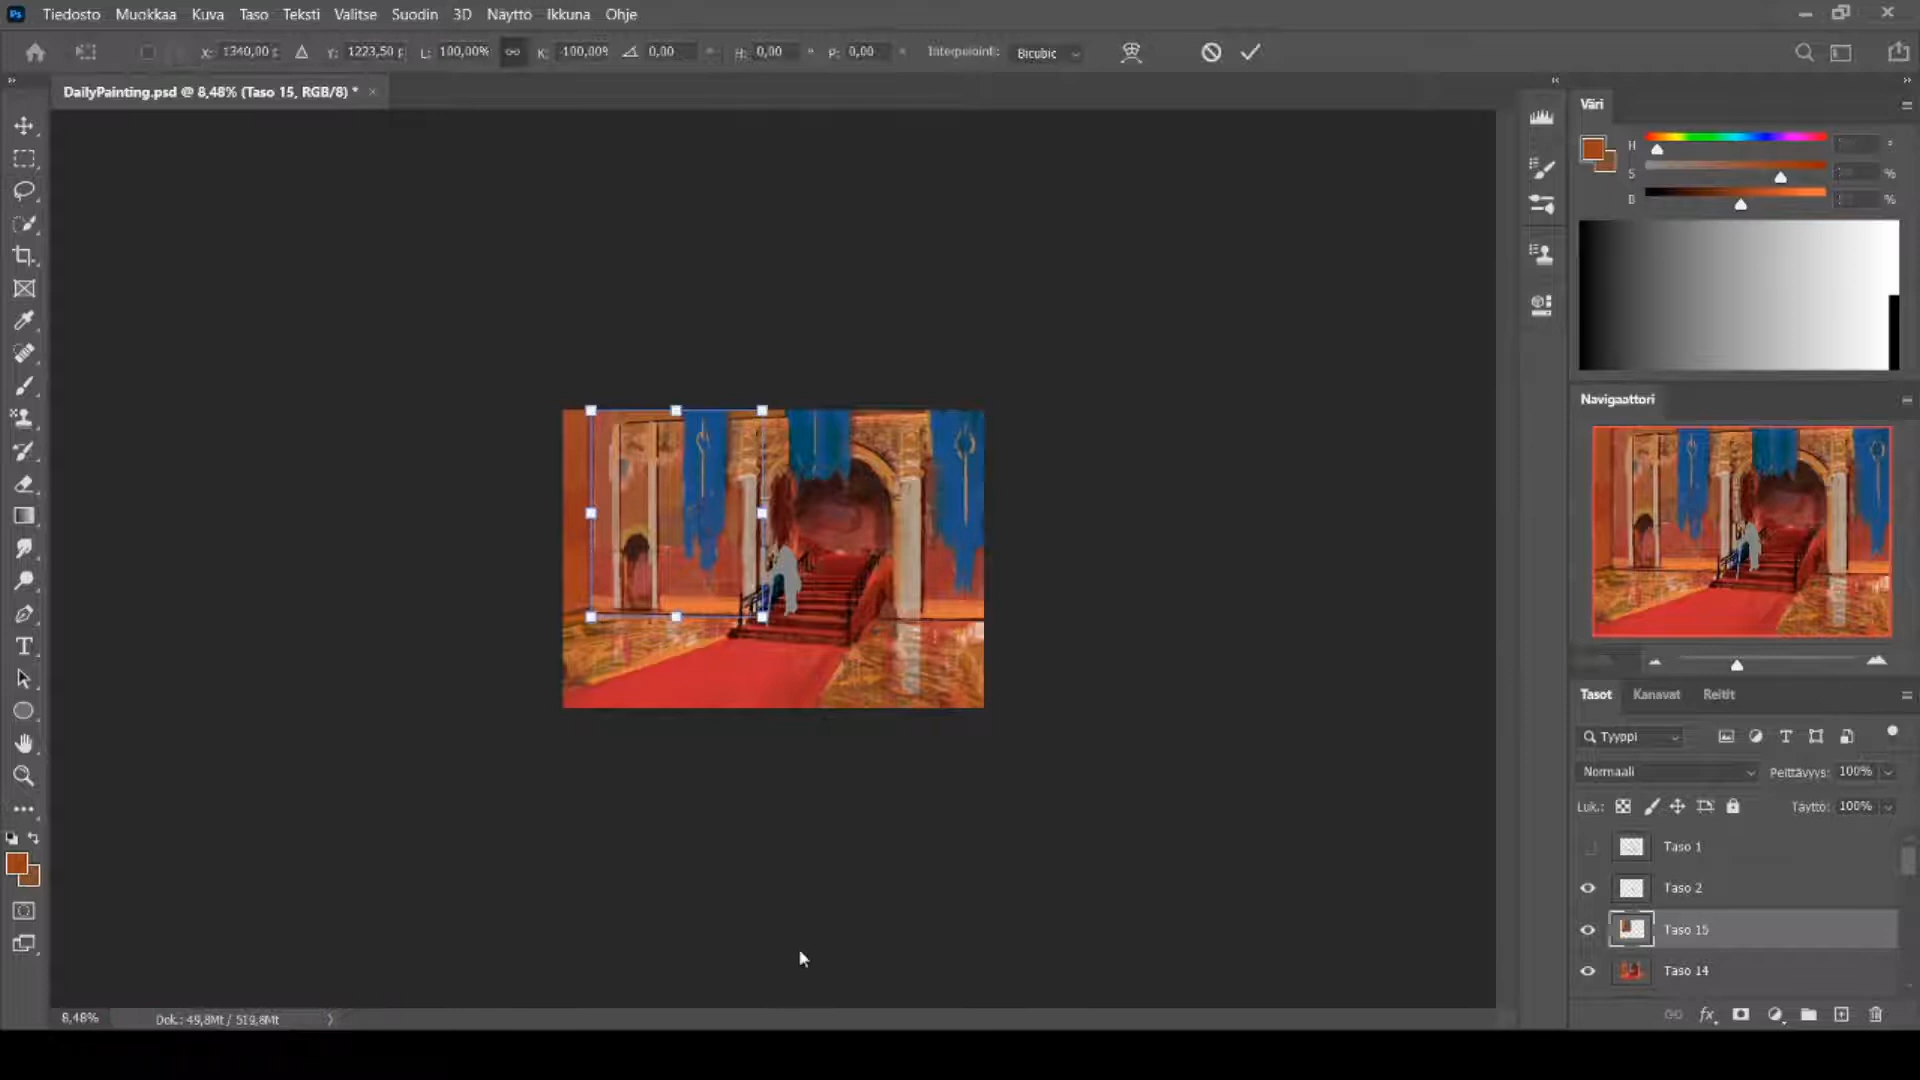 Ps Tiedosto Muokkaa Kuva Taso Teksti Valitse Suodin 3D Näyttö Ikkuna Ohje
X: 1340,00 Y: 1223,50 L: 100,00% K: -100,00% 0,00 H: 0,00 P: 0,00 Interpolointi: Bicubic
DailyPainting.psd @ 8,48% (Taso 15, RGB/8) *
Väri
H
S %
B %
Navigaattori
Tasot Kanavat Reitit
Tyyppi
Normaali Peittävyys: 100%
Luk.: Täyttö: 100%
Taso 1
Taso 2
Taso 15
Taso 14
8,48% Dok.: 49,8Mt / 519,8Mt